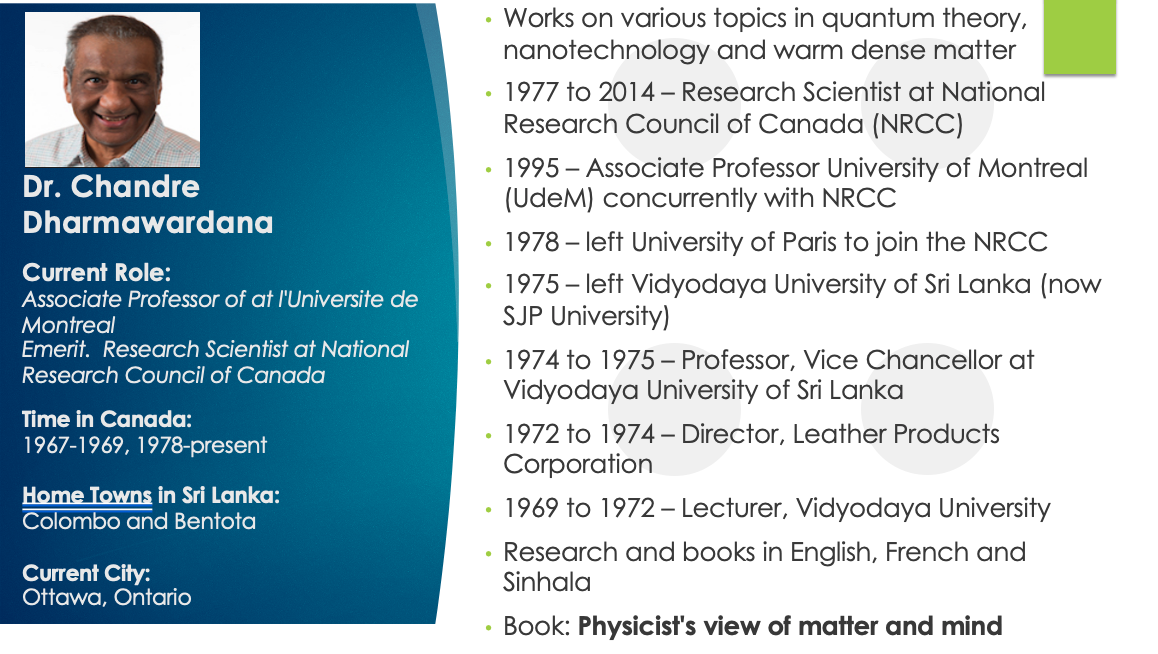 Dr. Chandre
Dharmawardana
Current Role:
Associate Professor of at l'Universite de
Montreal
Emerit.  Research Scientist at National
Research Council of Canada
Time in Canada:
1967-1969, 1978-present
Home Towns in Sri Lanka:
Colombo and Bentota
Current City:
Ottawa, Ontario
• Works on various topics in quantum theory,
nanotechnology and warm dense matter
• 1977 to 2014 – Research Scientist at National
Research Council of Canada (NRCC)
• 1995 – Associate Professor University of Montreal
(UdeM) concurrently with NRCC
• 1978 – left University of Paris to join the NRCC
• 1975 – left Vidyodaya University of Sri Lanka (now
SJP University)
• 1974 to 1975 – Professor, Vice Chancellor at
Vidyodaya University of Sri Lanka
• 1972 to 1974 – Director, Leather Products
Corporation
• 1969 to 1972 – Lecturer, Vidyodaya University
• Research and books in English, French and
Sinhala
• Book: Physicist's view of matter and mind